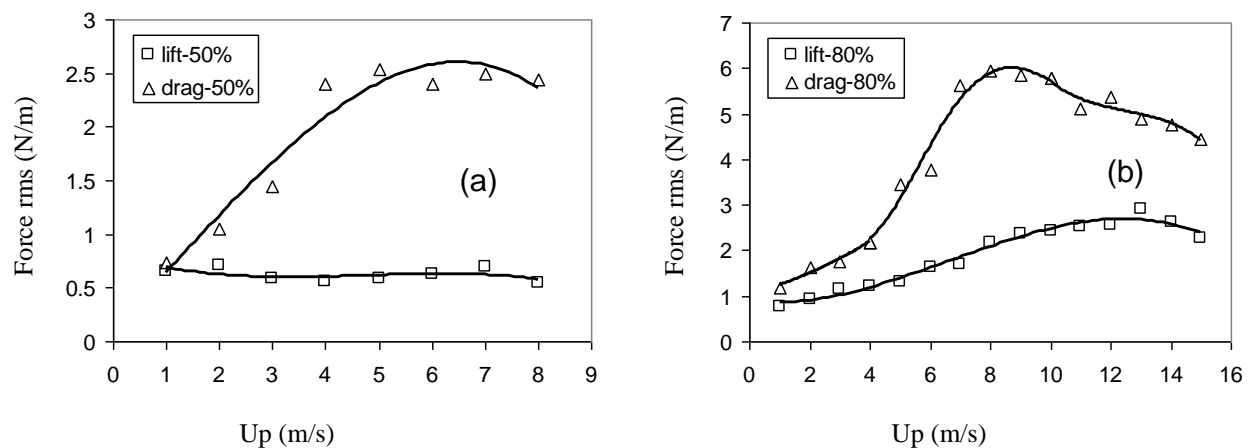 3
2.5
2
1.5
1
0.5
0
lift-50%
drag-50%
(a)
0 1 2 3 4 5 6 7 8 9
Up (m/s)
Force rms (N/m)
7
6
5
4
3
2
1
0
lift-80%
drag-80%
(b)
0 2 4 6 8 10 12 14 16
Up (m/s)
Force rms (N/m)